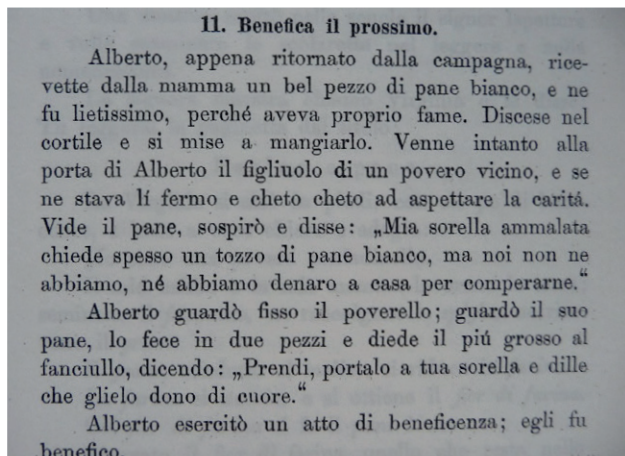 11. Benefica il prossimo.
Alberto, appena ritornato dalla campagna, rice-
vette dalla mamma un bel pezzo di pane bianco, e ne
fu lietissimo, perché aveva proprio fame. Discese nel
cortile e si mise a mangiarlo. Venne intanto alla
porta di Alberto il figliuolo di un povero vicino, e se
ne stava lí fermo e cheto cheto ad aspettare la caritá.
Vide il pane, sospirò e disse: „Mia sorella ammalata
chiede spesso un tozzo di pane bianco, ma noi non ne
abbiamo, né abbiamo denaro a casa per comperarne.“
Alberto guardò fisso il poverello; guardò il suo
pane, lo fece in due pezzi e diede il piú grosso al
fanciullo, dicendo: „Prendi, portalo a tua sorella e dille
che glielo dono di cuore.“
Alberto esercitò un atto di beneficenza; egli fu
benefico.